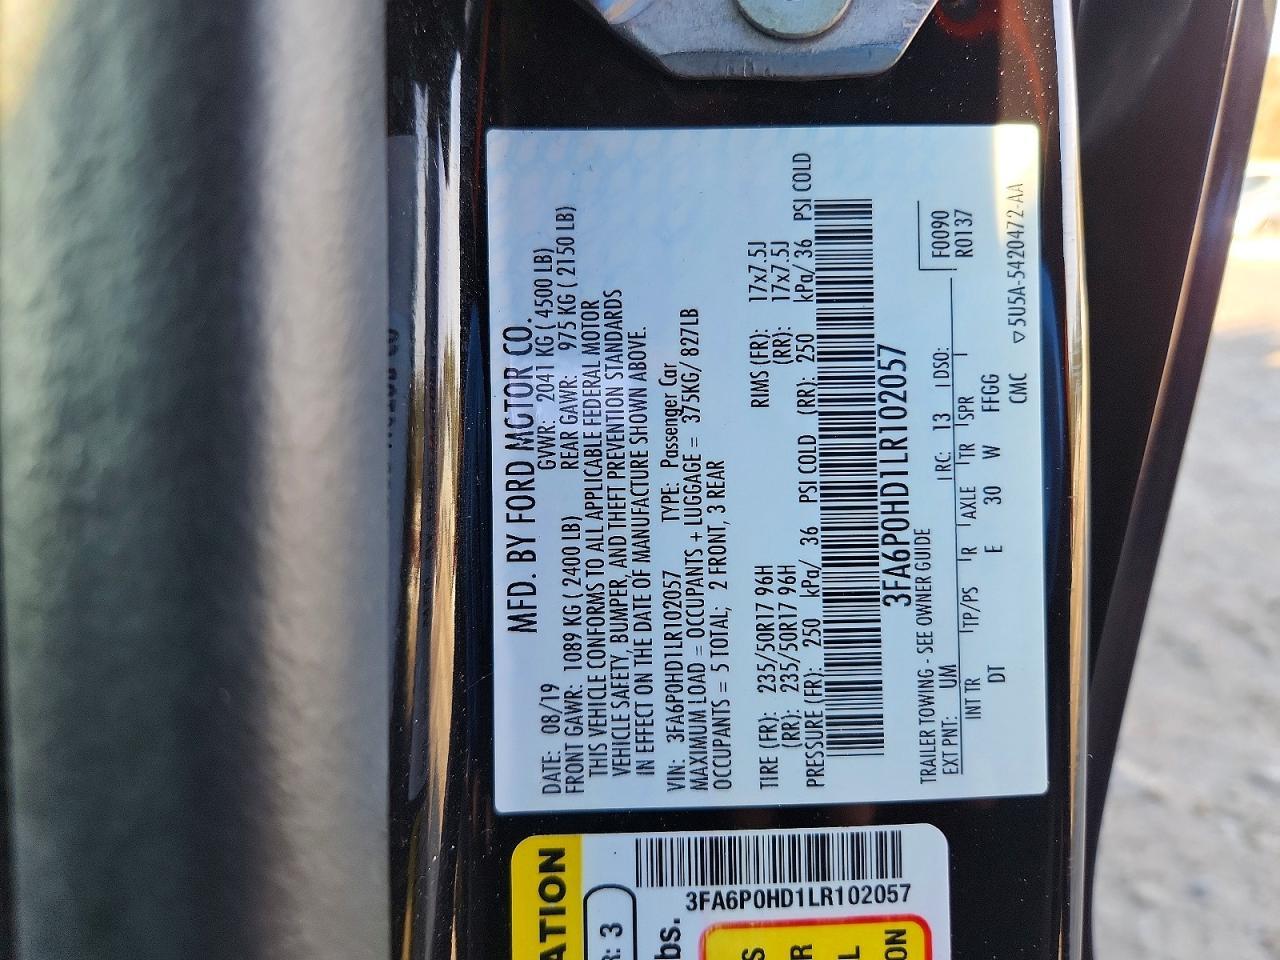 MFD. BY FORD MOTOR CO.
DATE: 08/19 GVWR: 2041 KG ( 4500 LB)
FRONT GAWR: 1089 KG ( 2400 LB) REAR GAWR: 975 KG ( 2150 LB)
THIS VEHICLE CONFORMS TO ALL APPLICABLE FEDERAL MOTOR
VEHICLE SAFETY, BUMPER, AND THEFT PREVENTION STANDARDS
IN EFFECT ON THE DATE OF MANUFACTURE SHOWN ABOVE.
VIN: 3FA6P0HD1LR102057 TYPE: Passenger Car
MAXIMUM LOAD = OCCUPANTS + LUGGAGE = 375KG/ 827LB
OCCUPANTS = 5 TOTAL; 2 FRONT, 3 REAR
TIRE (FR): 235/50R17 96H RIMS (FR): 17x7.5J
(RR): 235/50R17 96H (RR): 17x7.5J
PRESSURE (FR): 250 kPa/ 36 PSI COLD (RR): 250 kPa/ 36 PSI COLD
3FA6P0HD1LR102057
TRAILER TOWING - SEE OWNER GUIDE F0090
EXT PNT: UM RC: 13 DSO: R0137
INT TR TP/PS R AXLE TR SPR
DT E 30 W FFGG
CMC ▽5U5A-5420472-AA
3FA6P0HD1LR102057
ATION
R: 3
bs.
S
R
L
ON